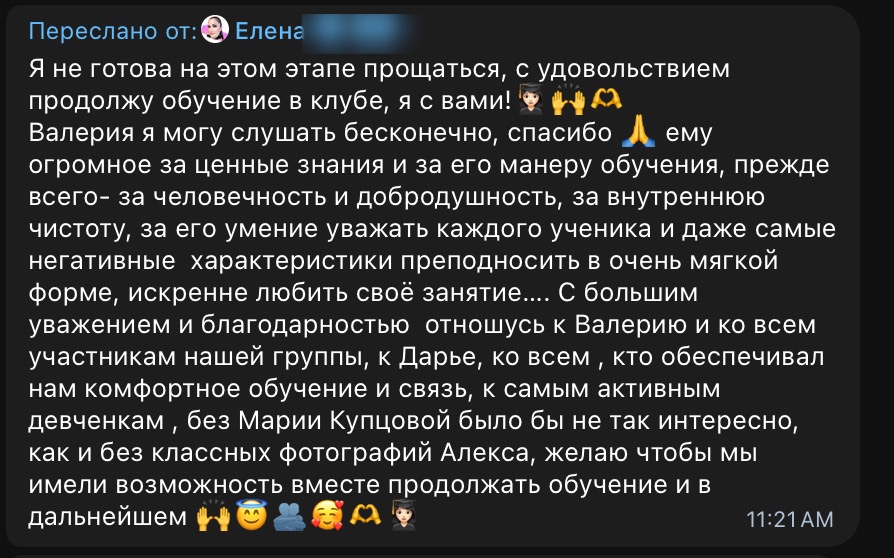 Переслано от: Елена
Я не готова на этом этапе прощаться, с удовольствием
продолжу обучение в клубе, я с вами! 👩🏻‍🎓🙌🫶
Валерия я могу слушать бесконечно, спасибо 🙏 ему
огромное за ценные знания и за его манеру обучения, прежде
всего- за человечность и добродушность, за внутреннюю
чистоту, за его умение уважать каждого ученика и даже самые
негативные  характеристики преподносить в очень мягкой
форме, искренне любить своё занятие…. С большим
уважением и благодарностью  отношусь к Валерию и ко всем
участникам нашей группы, к Дарье, ко всем , кто обеспечивал
нам комфортное обучение и связь, к самым активным
девченкам , без Марии Купцовой было бы не так интересно,
как и без классных фотографий Алекса, желаю чтобы мы
имели возможность вместе продолжать обучение и в
дальнейшем 🙌😇🫂🥰🫶👩🏻‍🎓
11:21 AM